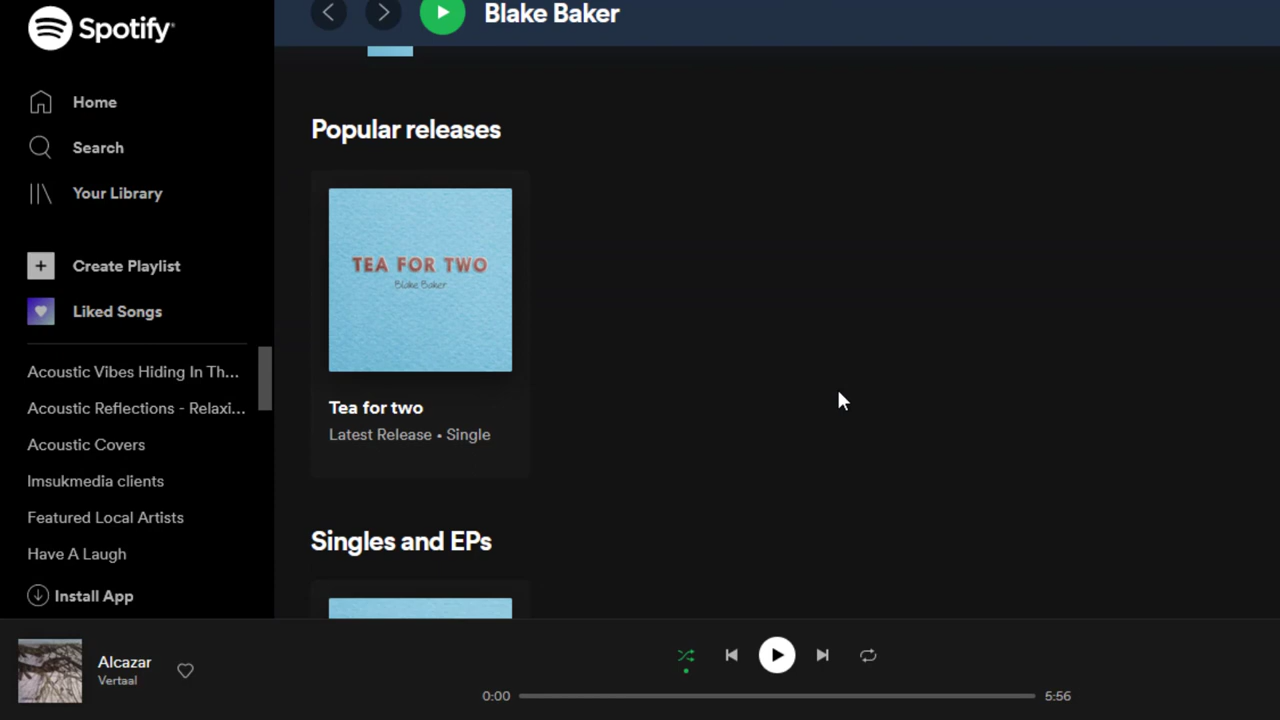 Spotify
Blake Baker
Home
Search
Your Library
Create Playlist
Liked Songs
Acoustic Vibes Hiding In Th...
Acoustic Reflections - Relaxi...
Acoustic Covers
Imsukmedia clients
Featured Local Artists
Have A Laugh
Install App
Popular releases
TEA FOR TWO
Blake Baker
Tea for two
Latest Release • Single
Singles and EPs
Alcazar
Vertaal
0:00
5:56